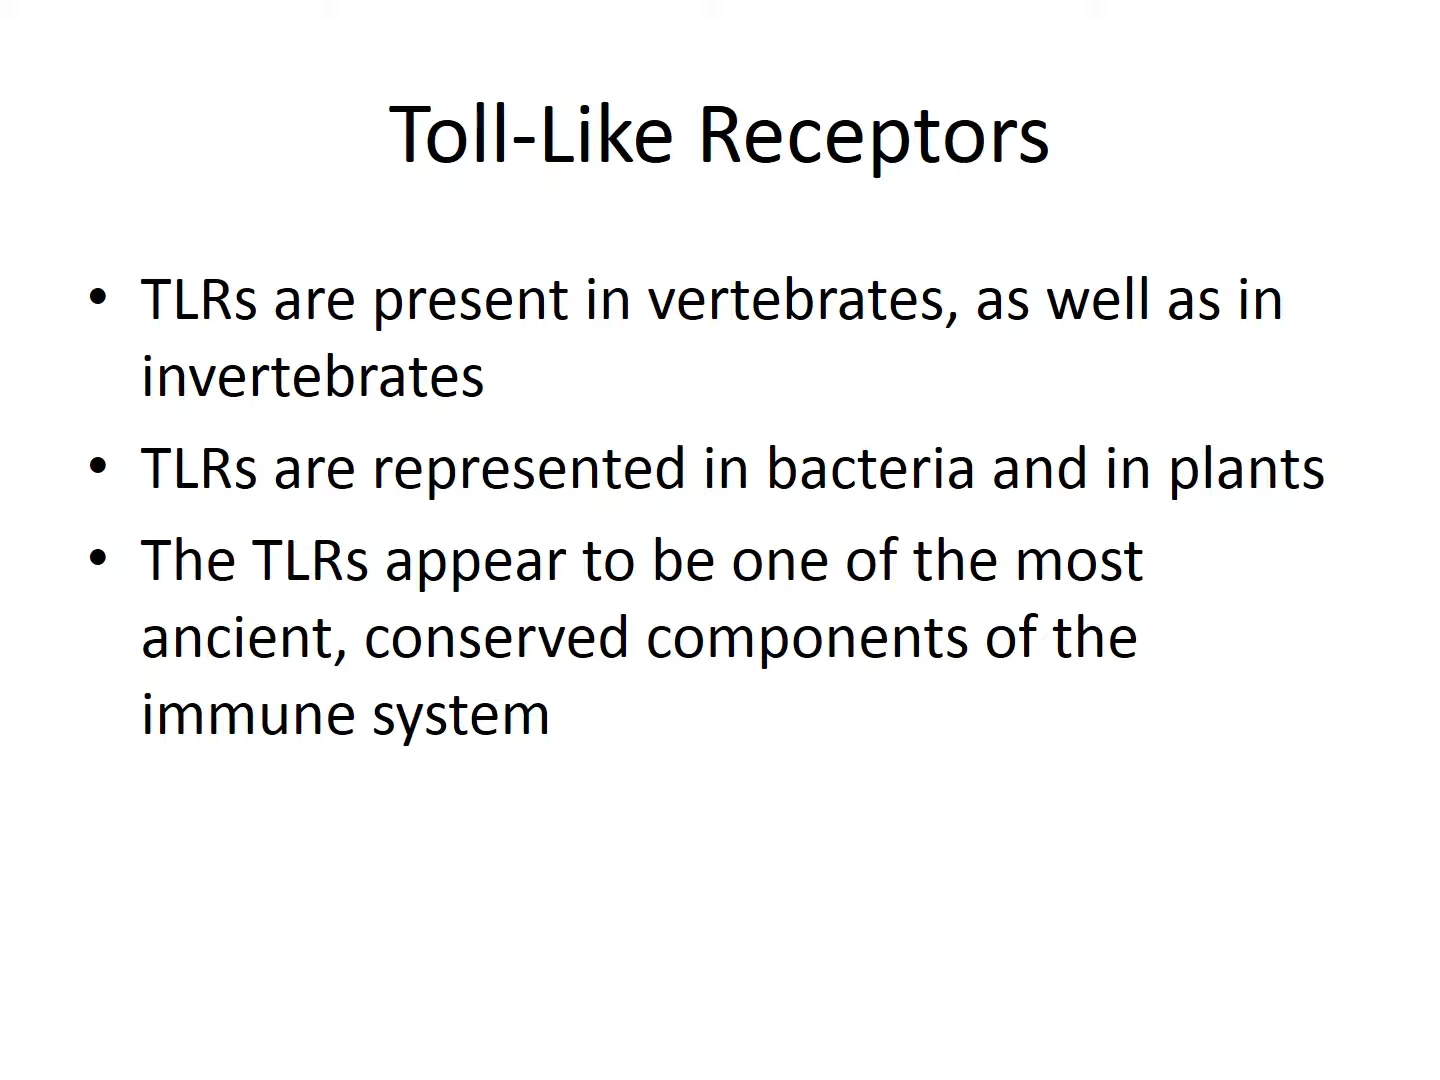 Toll-Like Receptors
• TLRs are present in vertebrates, as well as in
invertebrates
• TLRs are represented in bacteria and in plants
• The TLRs appear to be one of the most
ancient, conserved components of the
immune system